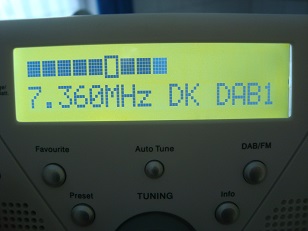 7.360MHz DK DAB1
Favourite
Auto Tune
DAB/FM
Preset
TUNING
Info